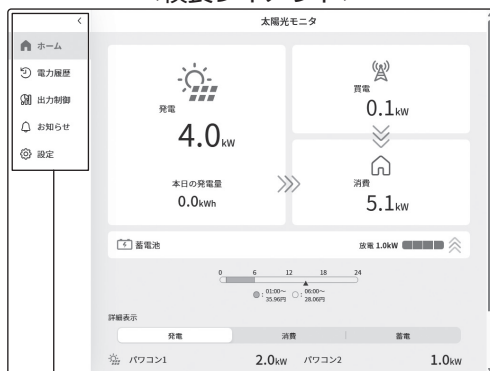 太陽光モニタ
ホーム
電力履歴
出力制御
お知らせ
設定
発電
4.0kW
本日の発電量
0.0kWh
買電
0.1kW
消費
5.1kW
蓄電池
放電 1.0kW
0 6 12 18 24
: 01:00〜 35.96円
: 06:00〜 28.06円
詳細表示
発電 消費 蓄電
パワコン1 2.0kW パワコン2 1.0kW